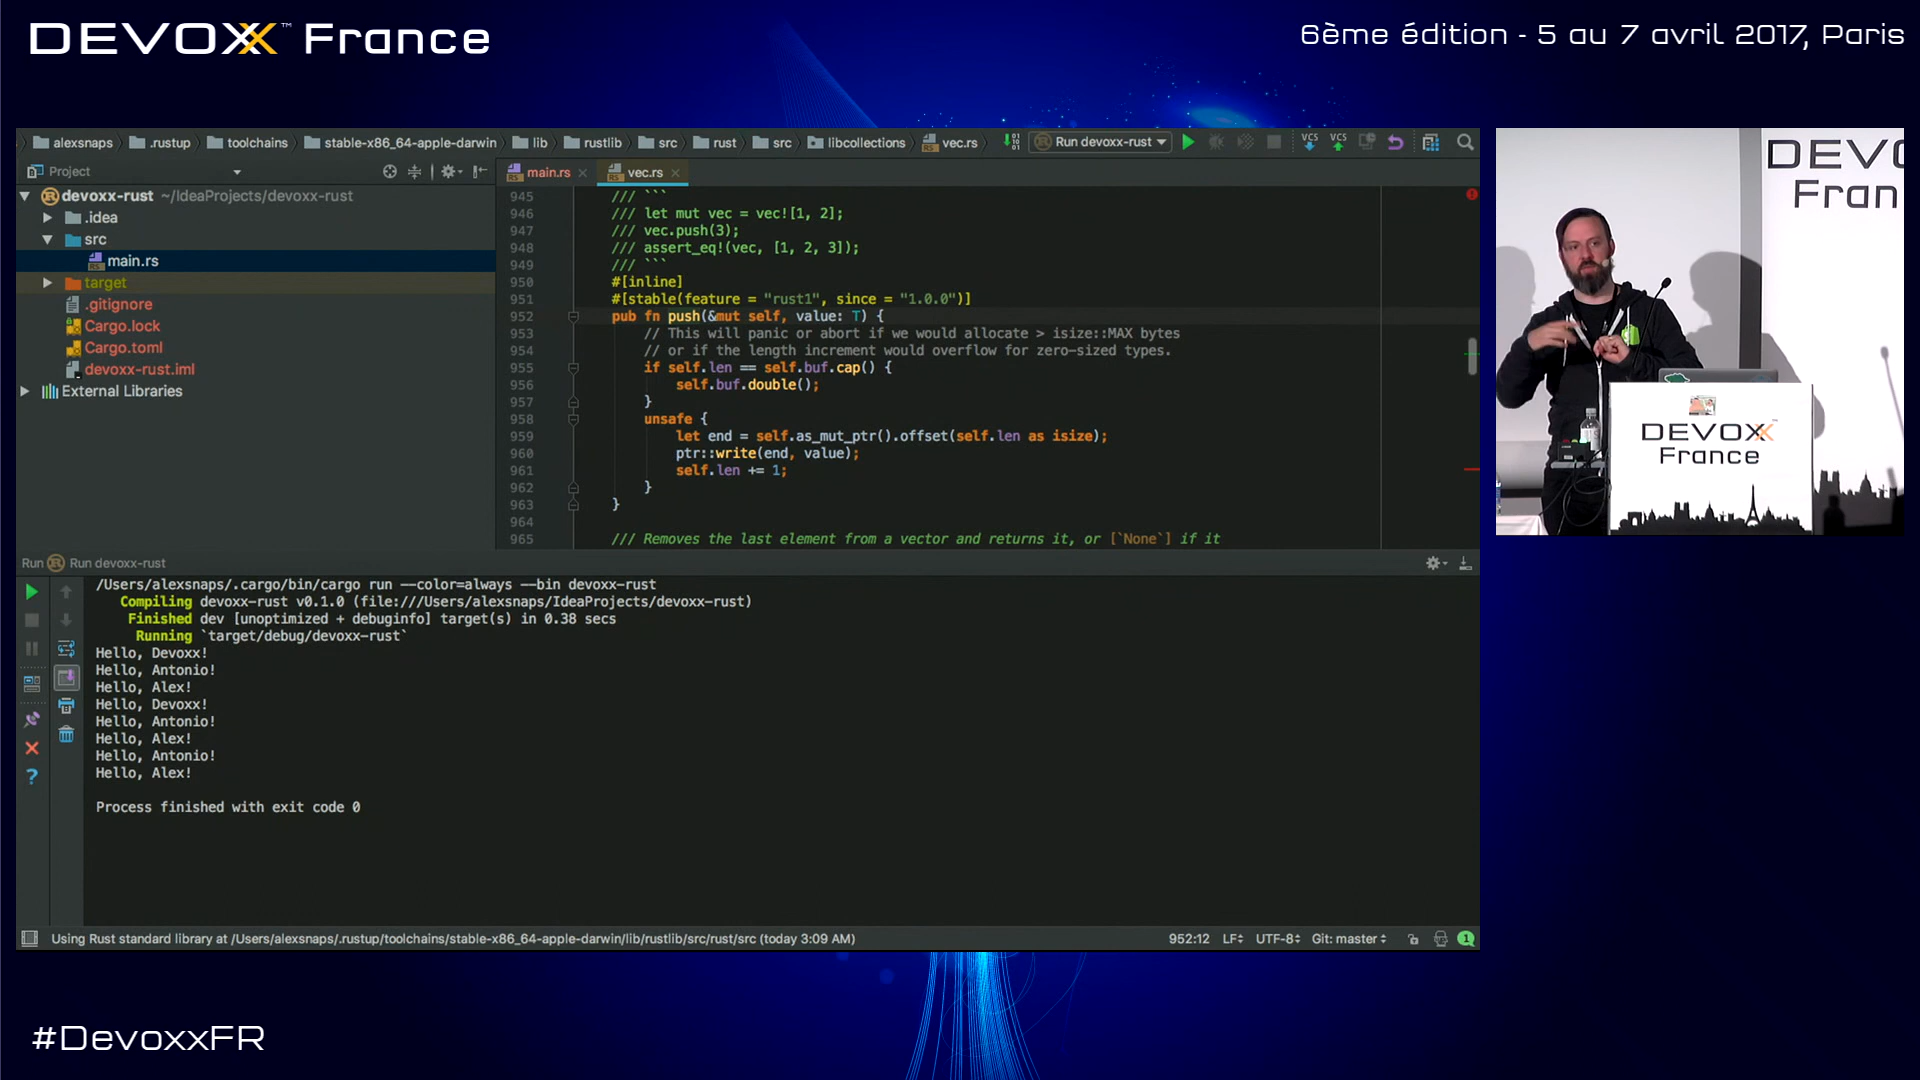 DEVOXX™ France
6ème édition - 5 au 7 avril 2017, Paris
alexsnaps .rustup toolchains stable-x86_64-apple-darwin lib rustlib src rust src libcollections vec.rs Run devoxx-rust VCS VCS
Project
main.rs vec.rs
devoxx-rust ~/IdeaProjects/devoxx-rust
.idea
src
main.rs
target
.gitignore
Cargo.lock
Cargo.toml
devoxx-rust.iml
External Libraries
945 /// ```
946 /// let mut vec = vec![1, 2];
947 /// vec.push(3);
948 /// assert_eq!(vec, [1, 2, 3]);
949 /// ```
950 #[inline]
951 #[stable(feature = "rust1", since = "1.0.0")]
952 pub fn push(&mut self, value: T) {
953 // This will panic or abort if we would allocate > isize::MAX bytes
954 // or if the length increment would overflow for zero-sized types.
955 if self.len == self.buf.cap() {
956 self.buf.double();
957 }
958 unsafe {
959 let end = self.as_mut_ptr().offset(self.len as isize);
960 ptr::write(end, value);
961 self.len += 1;
962 }
963 }
964
965 /// Removes the last element from a vector and returns it, or [`None`] if it
Run Run devoxx-rust
/Users/alexsnaps/.cargo/bin/cargo run --color=always --bin devoxx-rust
Compiling devoxx-rust v0.1.0 (file:///Users/alexsnaps/IdeaProjects/devoxx-rust)
Finished dev [unoptimized + debuginfo] target(s) in 0.38 secs
Running `target/debug/devoxx-rust`
Hello, Devoxx!
Hello, Antonio!
Hello, Alex!
Hello, Devoxx!
Hello, Antonio!
Hello, Alex!
Hello, Antonio!
Hello, Alex!
Process finished with exit code 0
Using Rust standard library at /Users/alexsnaps/.rustup/toolchains/stable-x86_64-apple-darwin/lib/rustlib/src/rust/src (today 3:09 AM)
952:12 LF UTF-8 Git: master 1
DEVO
Fran
DEVOXX
France
#DevoxxFR